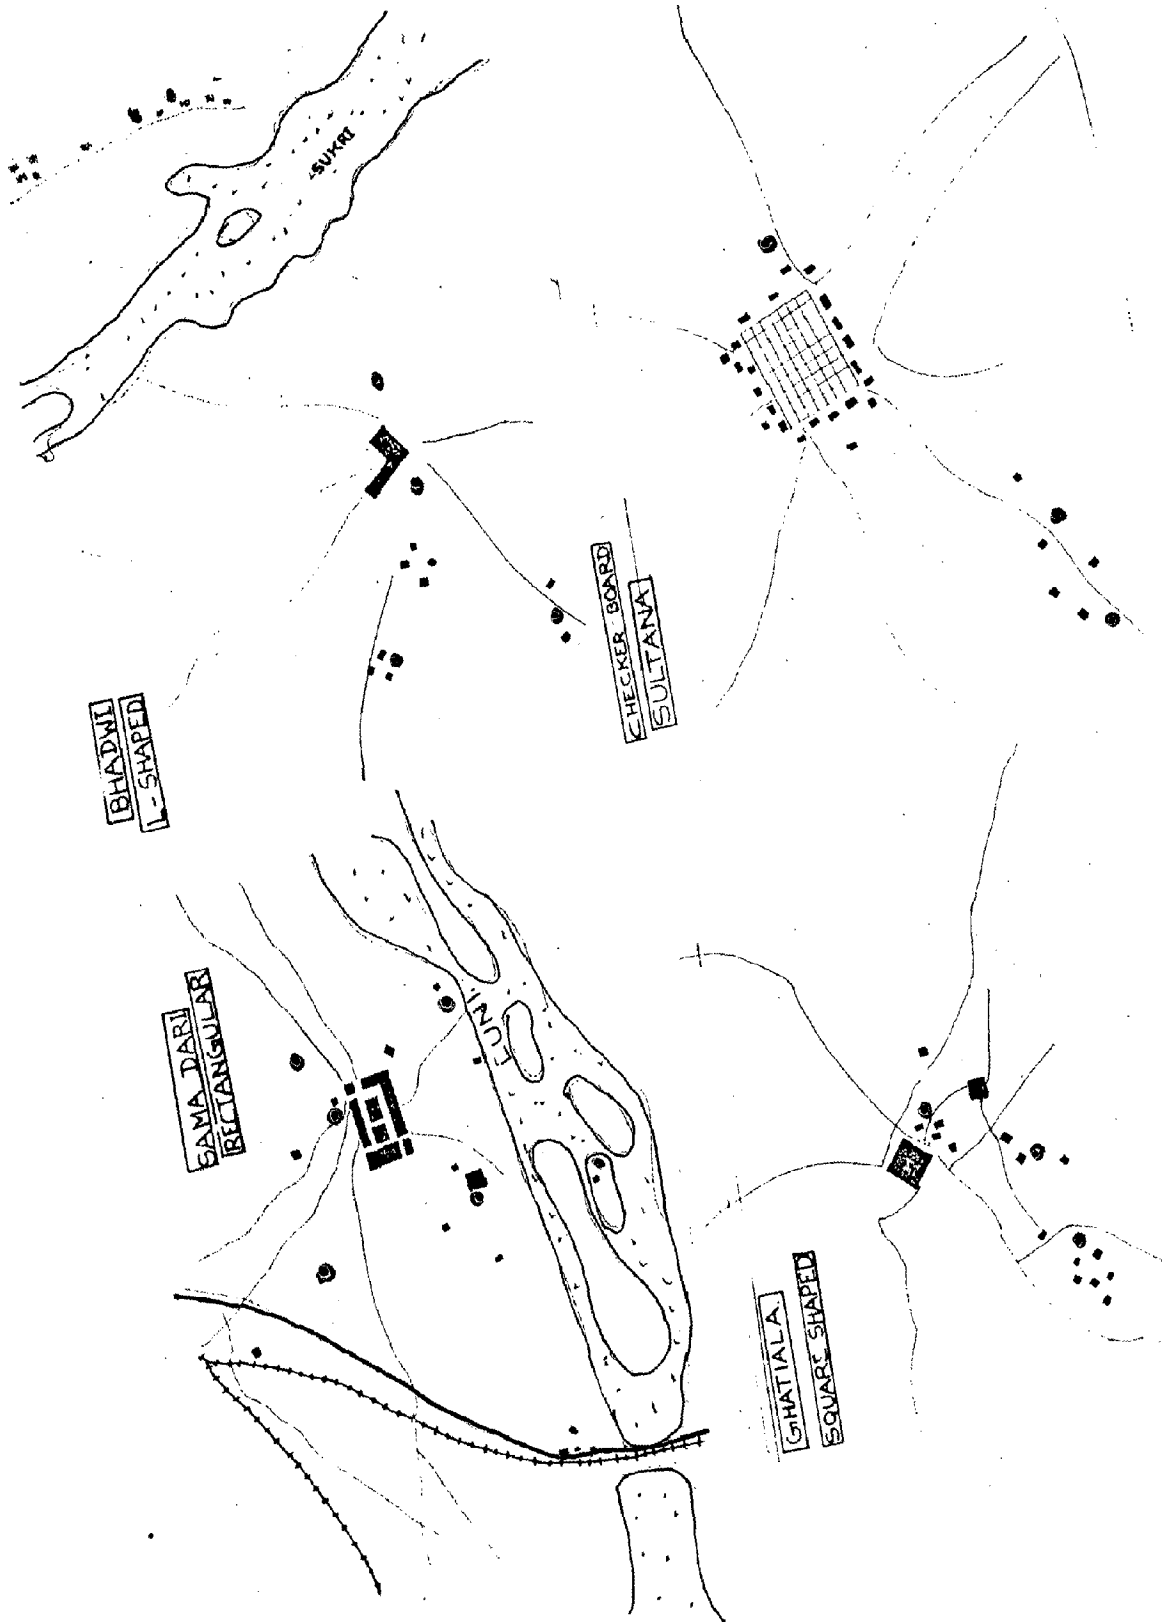 SUKRI
BHADWI
L-SHAPED
CHECKER BOARD
SULTANA
SAMA DARI
RECTANGULAR
LUNI
GHATIALA
SQUARE SHAPED